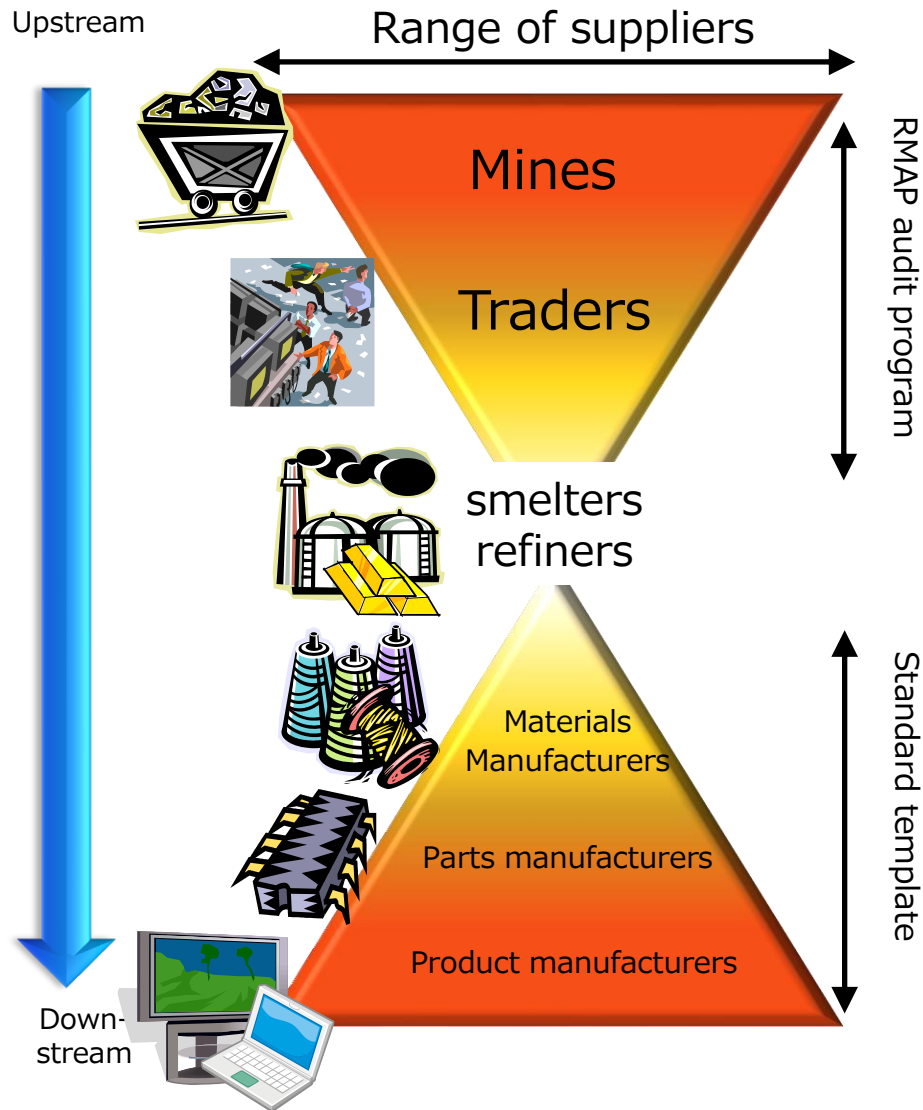 Upstream
Range of suppliers
Mines
Traders
RMAP audit program
smelters
refiners
Materials
Manufacturers
Parts manufacturers
Product manufacturers
Standard template
Down-
stream